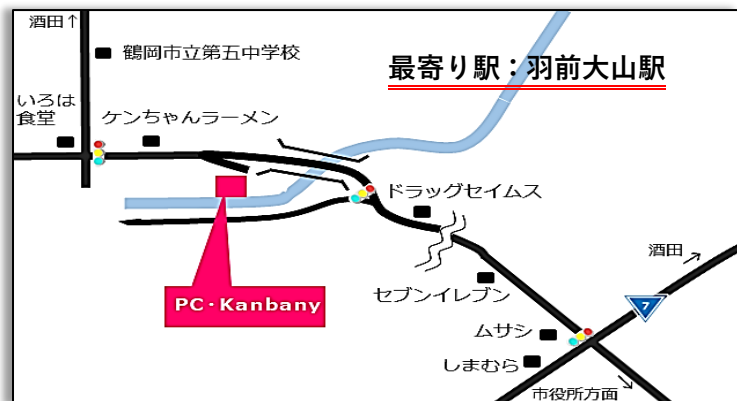 酒田↑
鶴岡市立第五中学校
最寄り駅：羽前大山駅
いろは
食堂
ケンちゃんラーメン
ドラッグセイムス
酒田
セブンイレブン
PC・Kanbany
7
ムサシ
しまむら
市役所方面